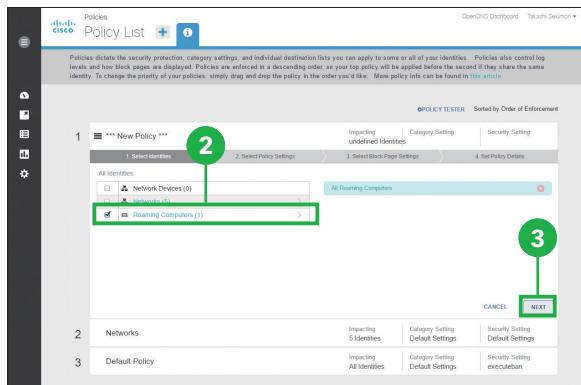 Policies
OpenDNS Dashboard Takashi Sekimori
CISCO
Policy List
Policies dictate the security protection, category settings, and individual destination lists you can apply to some or all of your identities. Policies also control log
levels and how block pages are displayed. Policies are enforced in a descending order, so your top policy will be applied before the second if they share the same
identity. To change the priority of your policies, simply drag and drop the policy in the order you'd like. More policy info can be found in this article.
POLICY TESTER Sorted by Order of Enforcement
1 *** New Policy ***
Impacting
undefined Identities
Category Setting
Security Setting
1. Select Identities 2. Select Policy Settings 3. Select Block Page Settings 4. Set Policy Details
2
All Identities
Network Devices (0)
Networks (5)
Roaming Computers (1)
All Roaming Computers
3
CANCEL NEXT
2 Networks
Impacting
5 Identities
Category Setting
Default Settings
Security Setting
Default Settings
3 Default Policy
Impacting
All Identities
Category Setting
Default Settings
Security Setting
executeban